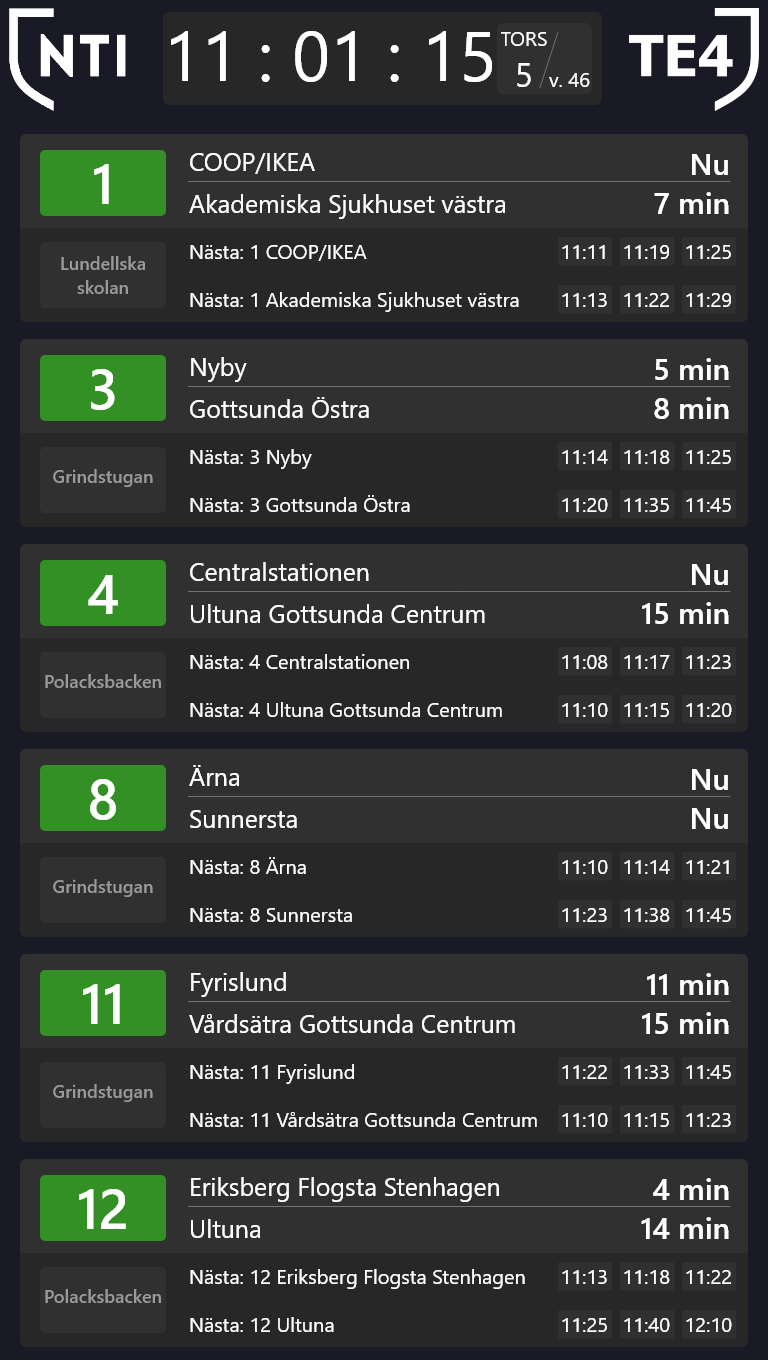 NTI
11 : 01 : 15
TORS
5
v. 46
TE4
1
COOP/IKEA Nu
Akademiska Sjukhuset västra 7 min
Lundellska
skolan
Nästa: 1 COOP/IKEA 11:11 11:19 11:25
Nästa: 1 Akademiska Sjukhuset västra 11:13 11:22 11:29
3
Nyby 5 min
Gottsunda Östra 8 min
Grindstugan
Nästa: 3 Nyby 11:14 11:18 11:25
Nästa: 3 Gottsunda Östra 11:20 11:35 11:45
4
Centralstationen Nu
Ultuna Gottsunda Centrum 15 min
Polacksbacken
Nästa: 4 Centralstationen 11:08 11:17 11:23
Nästa: 4 Ultuna Gottsunda Centrum 11:10 11:15 11:20
8
Ärna Nu
Sunnersta Nu
Grindstugan
Nästa: 8 Ärna 11:10 11:14 11:21
Nästa: 8 Sunnersta 11:23 11:38 11:45
11
Fyrislund 11 min
Vårdsätra Gottsunda Centrum 15 min
Grindstugan
Nästa: 11 Fyrislund 11:22 11:33 11:45
Nästa: 11 Vårdsätra Gottsunda Centrum 11:10 11:15 11:23
12
Eriksberg Flogsta Stenhagen 4 min
Ultuna 14 min
Polacksbacken
Nästa: 12 Eriksberg Flogsta Stenhagen 11:13 11:18 11:22
Nästa: 12 Ultuna 11:25 11:40 12:10